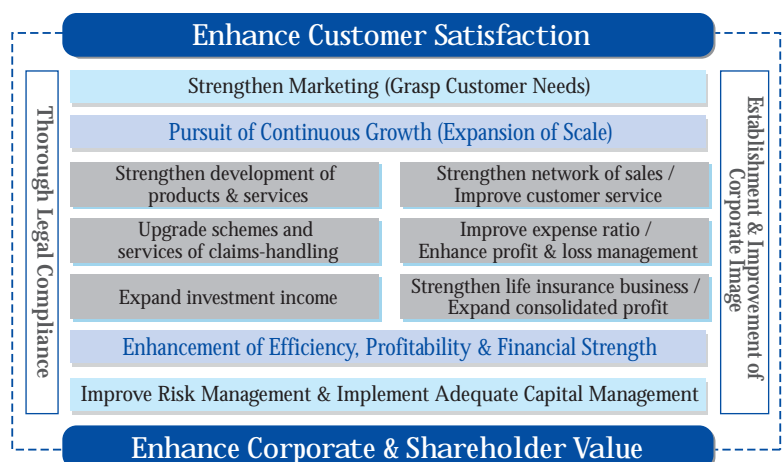 Enhance Customer Satisfaction
Thorough Legal Compliance
Strengthen Marketing (Grasp Customer Needs)
Pursuit of Continuous Growth (Expansion of Scale)
Strengthen development of
products & services
Strengthen network of sales /
Improve customer service
Upgrade schemes and
services of claims-handling
Improve expense ratio /
Enhance profit & loss management
Expand investment income
Strengthen life insurance business /
Expand consolidated profit
Enhancement of Efficiency, Profitability & Financial Strength
Improve Risk Management & Implement Adequate Capital Management
Establishment & Improvement of
Corporate Image
Enhance Corporate & Shareholder Value